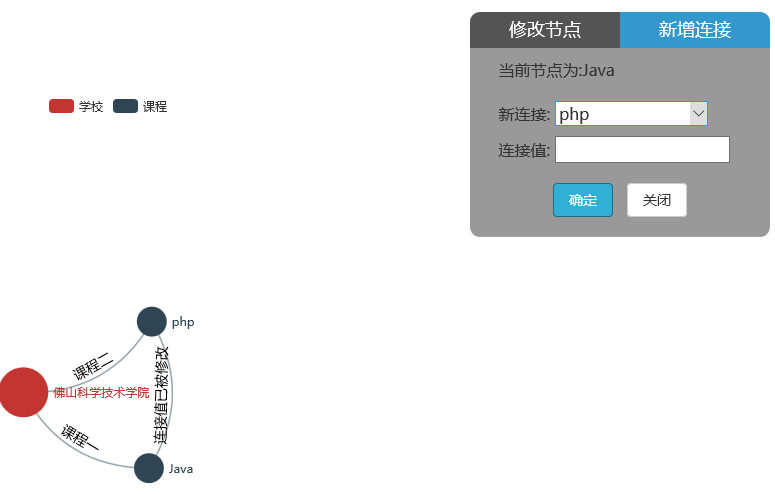 修改节点
新增连接
当前节点为:Java
学校
课程
新连接: php
连接值:
确定
关闭
php
课程二
连接值已被修改
佛山科学技术学院
课程一
Java